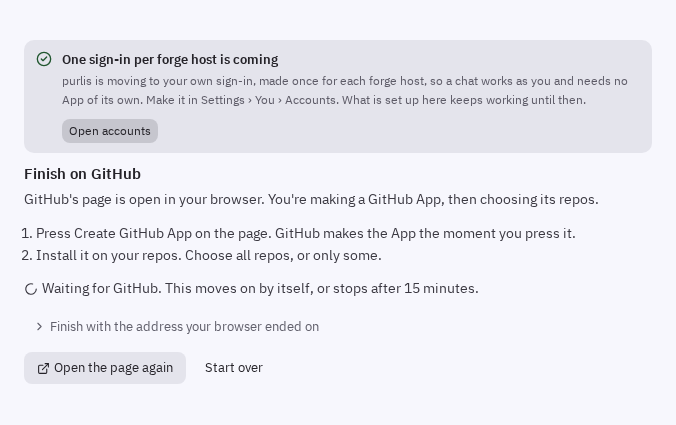 One sign-in per forge host is coming
purlis is moving to your own sign-in, made once for each forge host, so a chat works as you and needs no
App of its own. Make it in Settings › You › Accounts. What is set up here keeps working until then.
Open accounts
Finish on GitHub
GitHub's page is open in your browser. You're making a GitHub App, then choosing its repos.
1. Press Create GitHub App on the page. GitHub makes the App the moment you press it.
2. Install it on your repos. Choose all repos, or only some.
Waiting for GitHub. This moves on by itself, or stops after 15 minutes.
Finish with the address your browser ended on
Open the page again
Start over